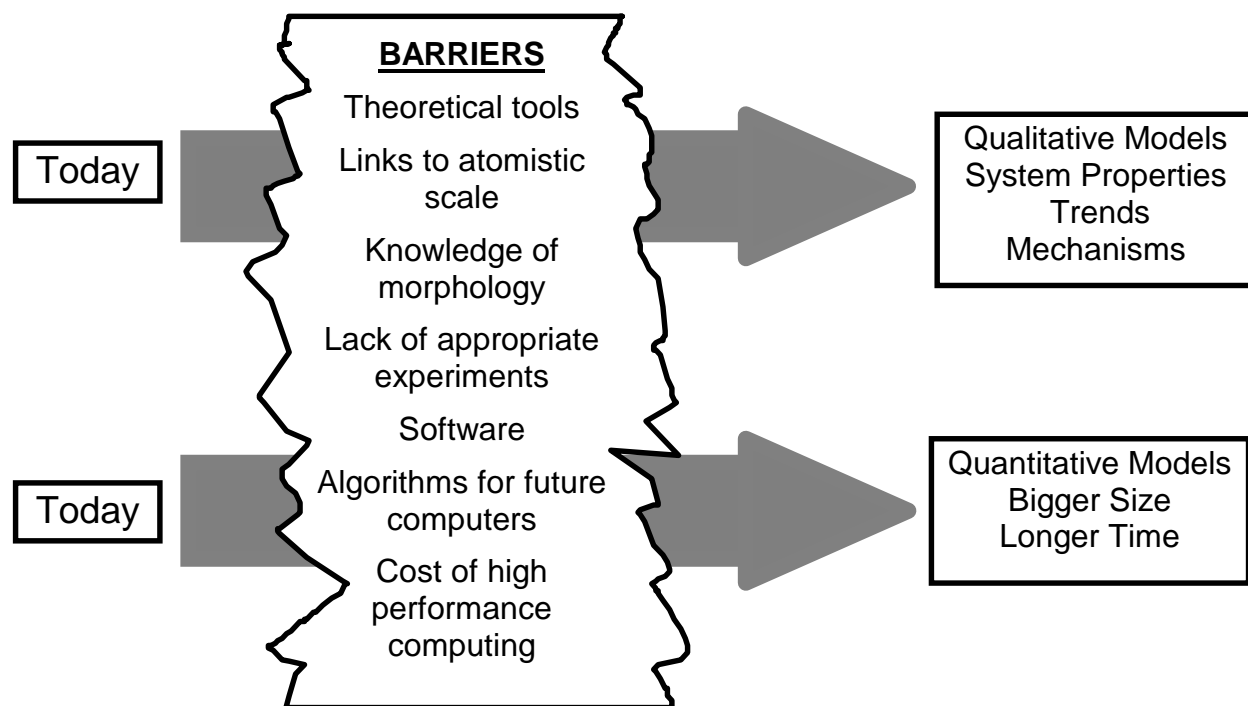 BARRIERS
Theoretical tools
Links to atomistic
scale
Knowledge of
morphology
Lack of appropriate
experiments
Software
Algorithms for future
computers
Cost of high
performance
computing
Today
Qualitative Models
System Properties
Trends
Mechanisms
Today
Quantitative Models
Bigger Size
Longer Time